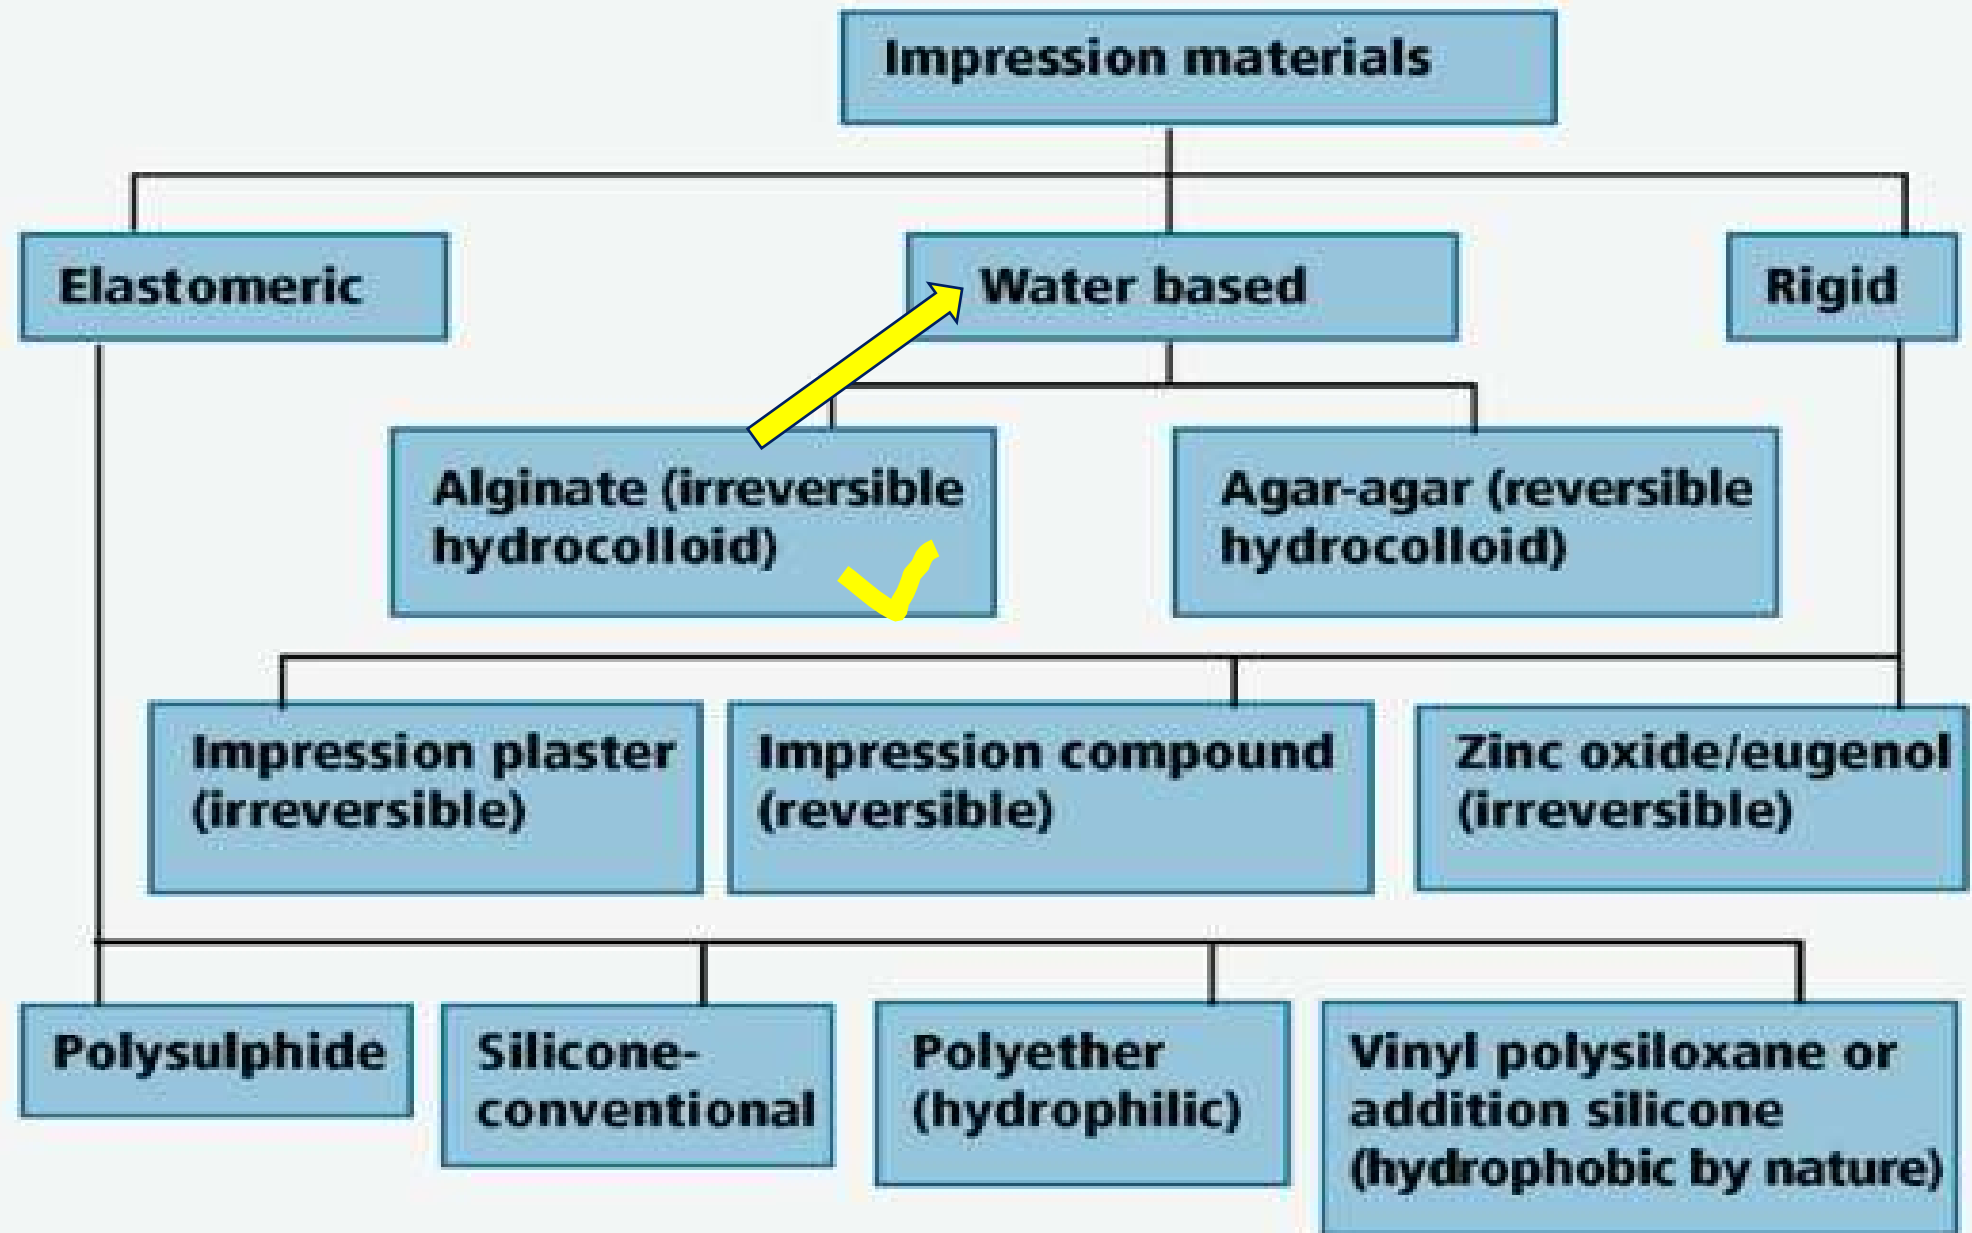 Impression materials
Elastomeric
Water based
Rigid
Alginate (irreversible
hydrocolloid)
Agar-agar (reversible
hydrocolloid)
Impression plaster
(irreversible)
Impression compound
(reversible)
Zinc oxide/eugenol
(irreversible)
Polysulphide
Silicone-
conventional
Polyether
(hydrophilic)
Vinyl polysiloxane or
addition silicone
(hydrophobic by nature)